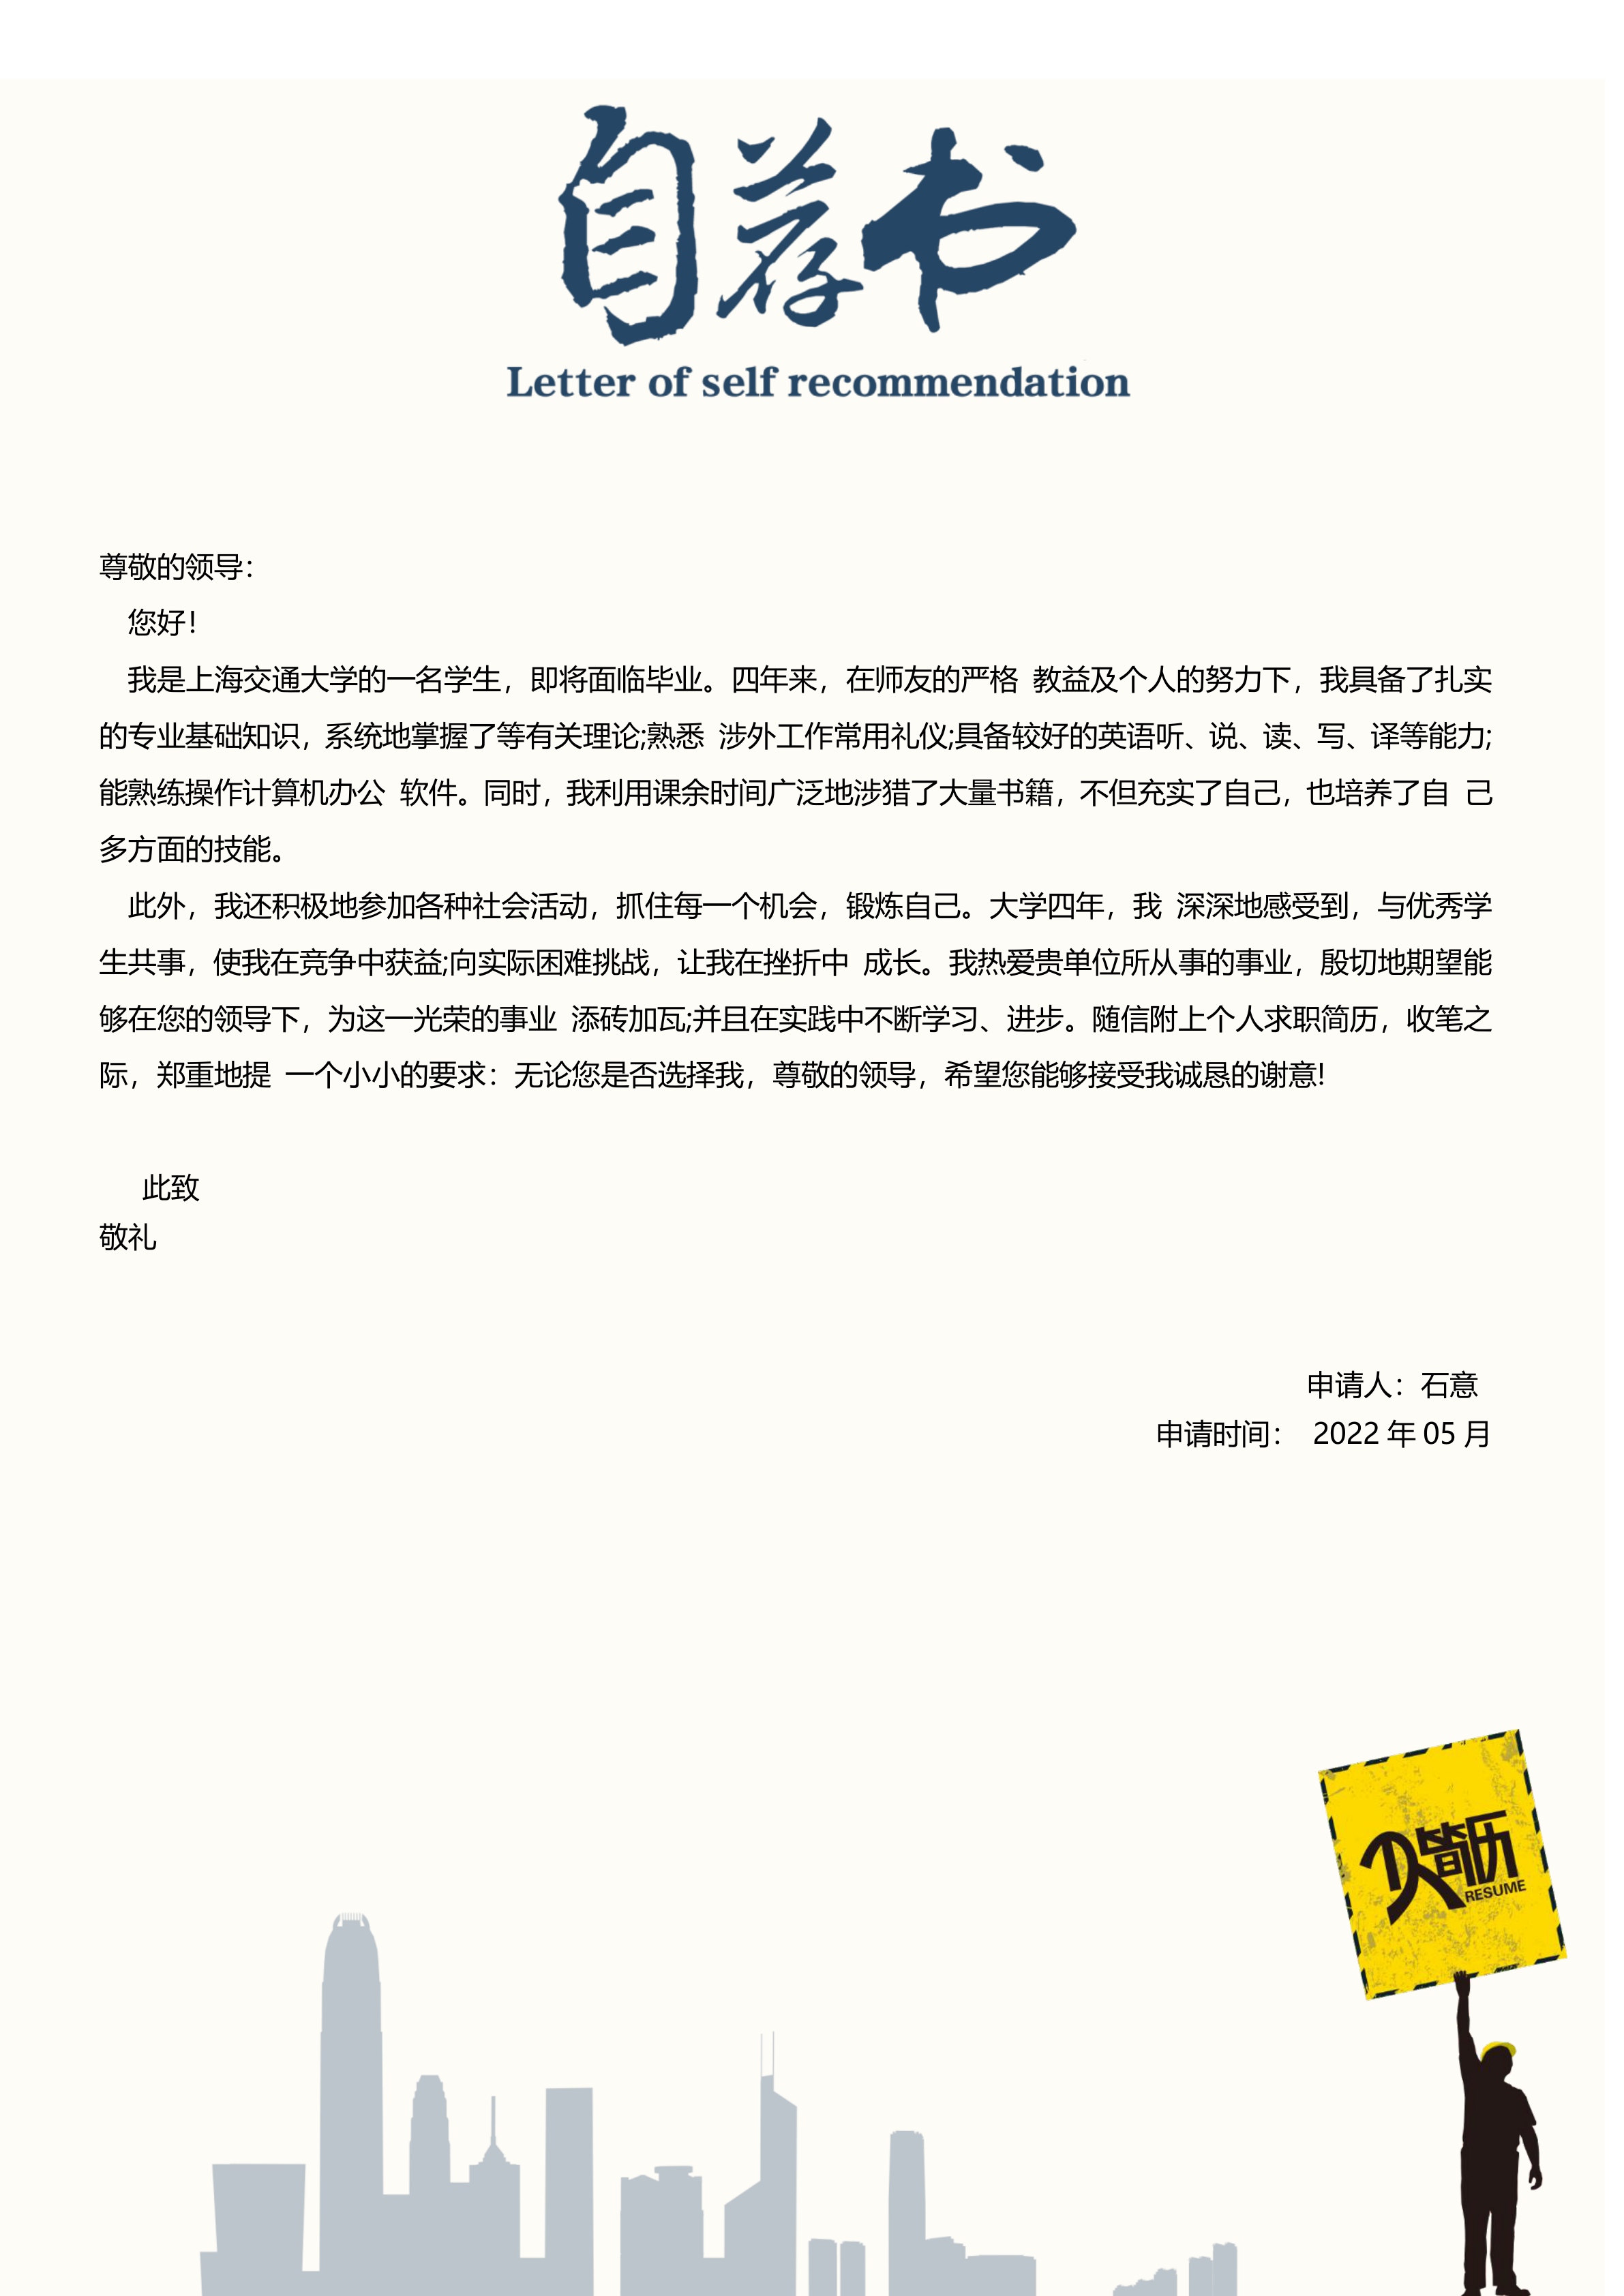 自荐书
Letter of self recommendation
尊敬的领导：
您好！
我是上海交通大学的一名学生，即将面临毕业。四年来，在师友的严格 教益及个人的努力下，我具备了扎实
的专业基础知识，系统地掌握了等有关理论;熟悉 涉外工作常用礼仪;具备较好的英语听、说、读、写、译等能力;
能熟练操作计算机办公 软件。同时，我利用课余时间广泛地涉猎了大量书籍，不但充实了自己，也培养了自 己
多方面的技能。
此外，我还积极地参加各种社会活动，抓住每一个机会，锻炼自己。大学四年，我 深深地感受到，与优秀学
生共事，使我在竞争中获益;向实际困难挑战，让我在挫折中 成长。我热爱贵单位所从事的事业，殷切地期望能
够在您的领导下，为这一光荣的事业 添砖加瓦;并且在实践中不断学习、进步。随信附上个人求职简历，收笔之
际，郑重地提 一个小小的要求：无论您是否选择我，尊敬的领导，希望您能够接受我诚恳的谢意!
此致
敬礼
申请人：石意
申请时间： 2022 年 05 月
简历
RESUME